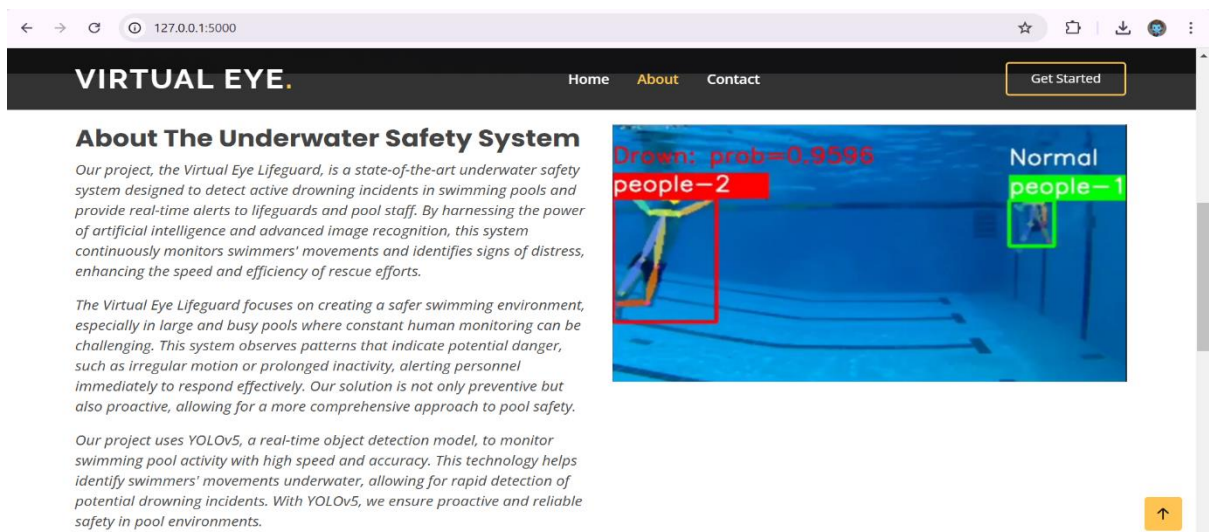 127.0.0.1:5000
VIRTUAL EYE.
Home About Contact
Get Started
About The Underwater Safety System
Our project, the Virtual Eye Lifeguard, is a state-of-the-art underwater safety
system designed to detect active drowning incidents in swimming pools and
provide real-time alerts to lifeguards and pool staff. By harnessing the power
of artificial intelligence and advanced image recognition, this system
continuously monitors swimmers' movements and identifies signs of distress,
enhancing the speed and efficiency of rescue efforts.
The Virtual Eye Lifeguard focuses on creating a safer swimming environment,
especially in large and busy pools where constant human monitoring can be
challenging. This system observes patterns that indicate potential danger,
such as irregular motion or prolonged inactivity, alerting personnel
immediately to respond effectively. Our solution is not only preventive but
also proactive, allowing for a more comprehensive approach to pool safety.
Our project uses YOLOv5, a real-time object detection model, to monitor
swimming pool activity with high speed and accuracy. This technology helps
identify swimmers' movements underwater, allowing for rapid detection of
potential drowning incidents. With YOLOv5, we ensure proactive and reliable
safety in pool environments.
Drown: prob=0.9596
people-2
Normal
people-1